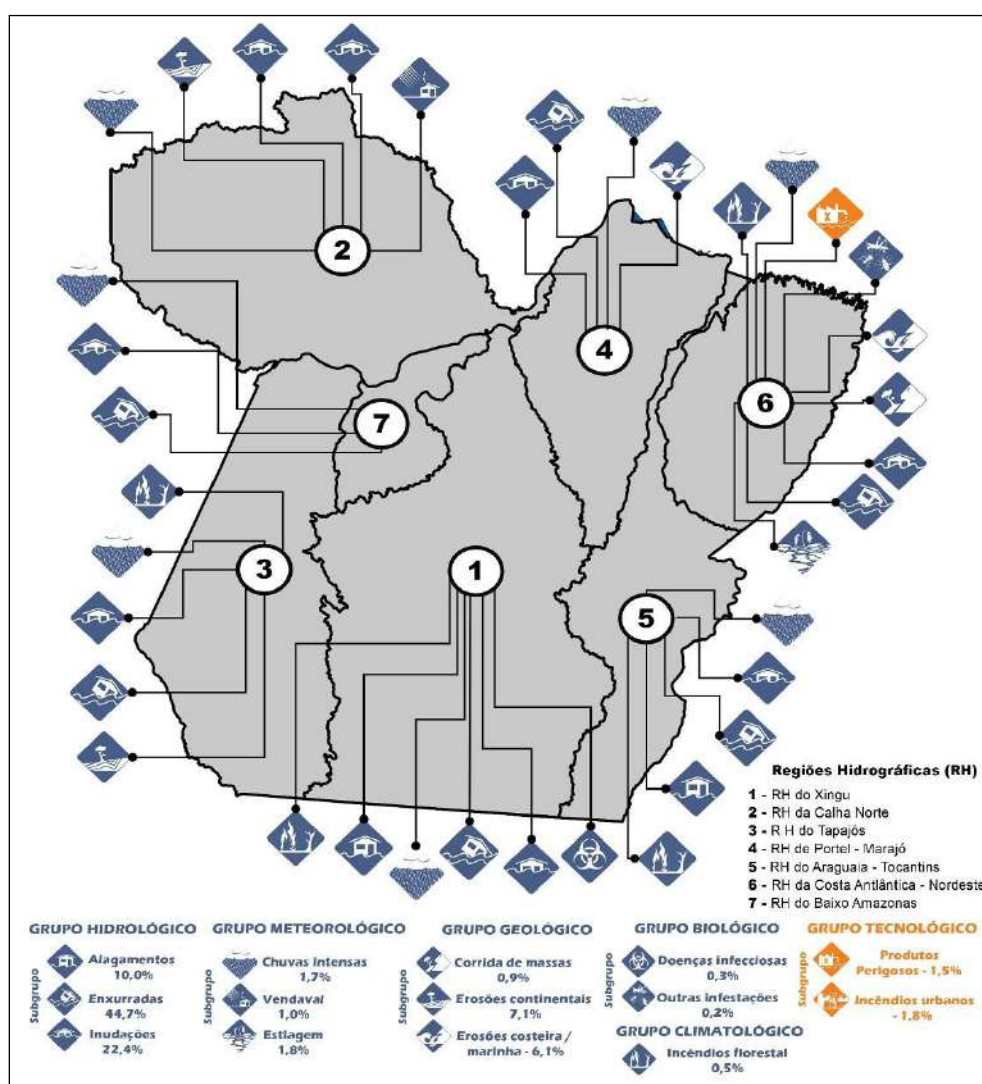 2
4
6
7
3
1
5
Regiões Hidrográficas (RH)
1 - RH do Xingu
2 - RH da Calha Norte
3 - R H do Tapajós
4 - RH de Portel - Marajó
5 - RH do Araguaia - Tocantins
6 - RH da Costa Antlântica - Nordeste
7 - RH do Baixo Amazonas
GRUPO HIDROLÓGICO
Subgrupo
Alagamentos
10,0%
Enxurradas
44,7%
Inudações
22,4%
GRUPO METEOROLÓGICO
Subgrupo
Chuvas intensas
1,7%
Vendaval
1,0%
Estiagem
1,8%
GRUPO GEOLÓGICO
Subgrupo
Corrida de massas
0,9%
Erosões continentais
7,1%
Erosões costeira /
marinha - 6,1%
GRUPO BIOLÓGICO
Subgrupo
Doenças infecciosas
0,3%
Outras infestações
0,2%
GRUPO CLIMATOLÓGICO
Incêndios florestal
0,5%
GRUPO TECNOLÓGICO
Subgrupo
Produtos
Perigosos - 1,5%
Incêndios urbanos
- 1,8%